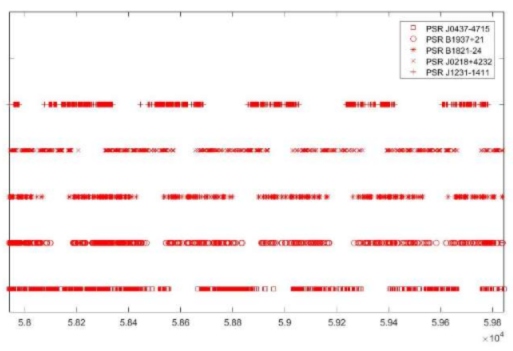 PSR J0437-4715
PSR B1937+21
PSR B1821-24
PSR J0218+4232
PSR J1231-1411
5.8 5.82 5.84 5.86 5.88 5.9 5.92 5.94 5.96 5.98
×10⁴